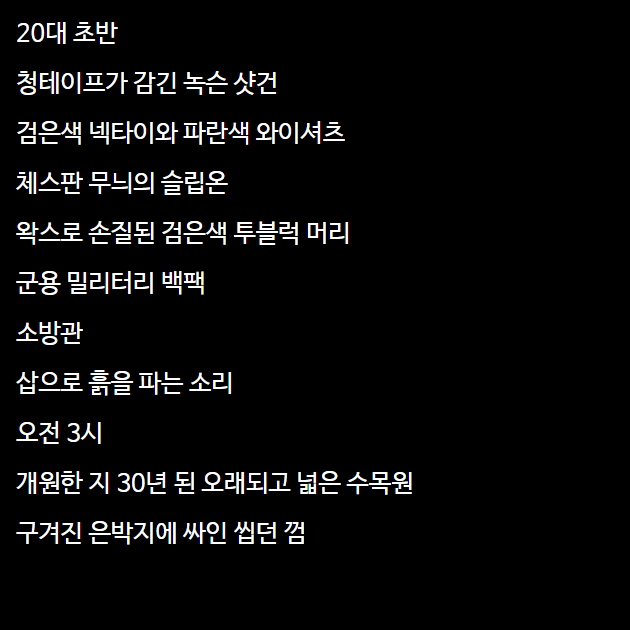 20대 초반
청테이프가 감긴 녹슨 샷건
검은색 넥타이와 파란색 와이셔츠
체스판 무늬의 슬립온
왁스로 손질된 검은색 투블럭 머리
군용 밀리터리 백팩
소방관
삽으로 흙을 파는 소리
오전 3시
개원한 지 30년 된 오래되고 넓은 수목원
구겨진 은박지에 싸인 씹던 껌